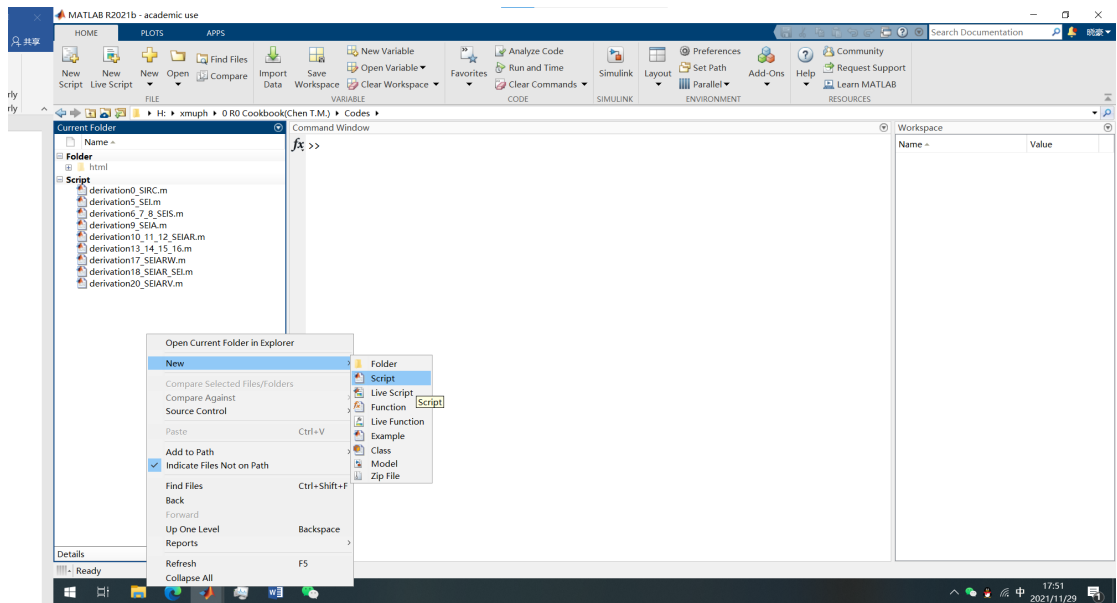 MATLAB R2021b - academic use
共享
HOME PLOTS APPS
Search Documentation
晓豪
New Script
New Live Script
New
Open
Find Files
Compare
Import Data
Save Workspace
New Variable
Open Variable
Clear Workspace
Favorites
Analyze Code
Run and Time
Clear Commands
Simulink
Layout
Preferences
Set Path
Parallel
Add-Ons
Help
Community
Request Support
Learn MATLAB
FILE VARIABLE CODE SIMULINK ENVIRONMENT RESOURCES
rly
rly
H: xmuph 0 R0 Cookbook(Chen T.M.) Codes
Current Folder
Name
Folder
html
Script
derivation0_SIRC.m
derivation5_SEI.m
derivation6_7_8_SEIS.m
derivation9_SEIA.m
derivation10_11_12_SEIAR.m
derivation13_14_15_16.m
derivation17_SEIARW.m
derivation18_SEIAR_SEI.m
derivation20_SEIARV.m
Details
Command Window
fx >>
Workspace
Name Value
Open Current Folder in Explorer
New
Compare Selected Files/Folders
Compare Against
Source Control
Paste Ctrl+V
Add to Path
Indicate Files Not on Path
Find Files Ctrl+Shift+F
Back
Forward
Up One Level Backspace
Reports
Refresh F5
Collapse All
Folder
Script
Live Script
Function
Script
Live Function
Example
Class
Model
Zip File
Ready
中
17:51
2021/11/29